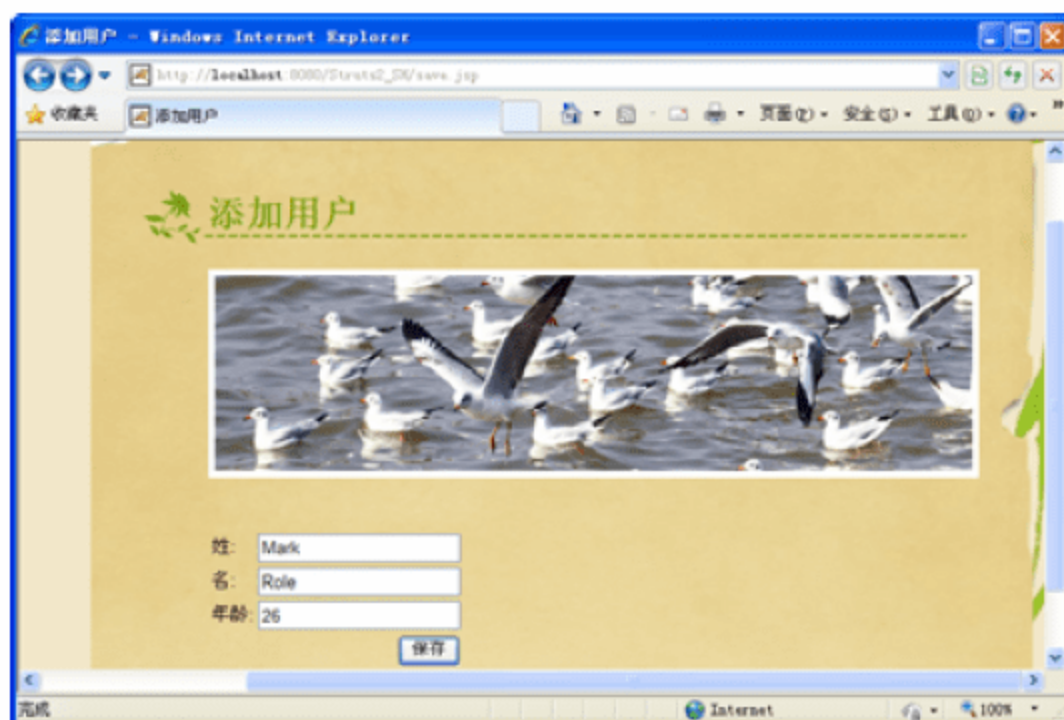 添加用户 - Windows Internet Explorer
http://localhost:8080/Struts2_SH/save.jsp
收藏夹 添加用户 页面(P) 安全(S) 工具(O)
添加用户
姓: Mark
名: Role
年龄: 26
保存
完成 Internet 100%